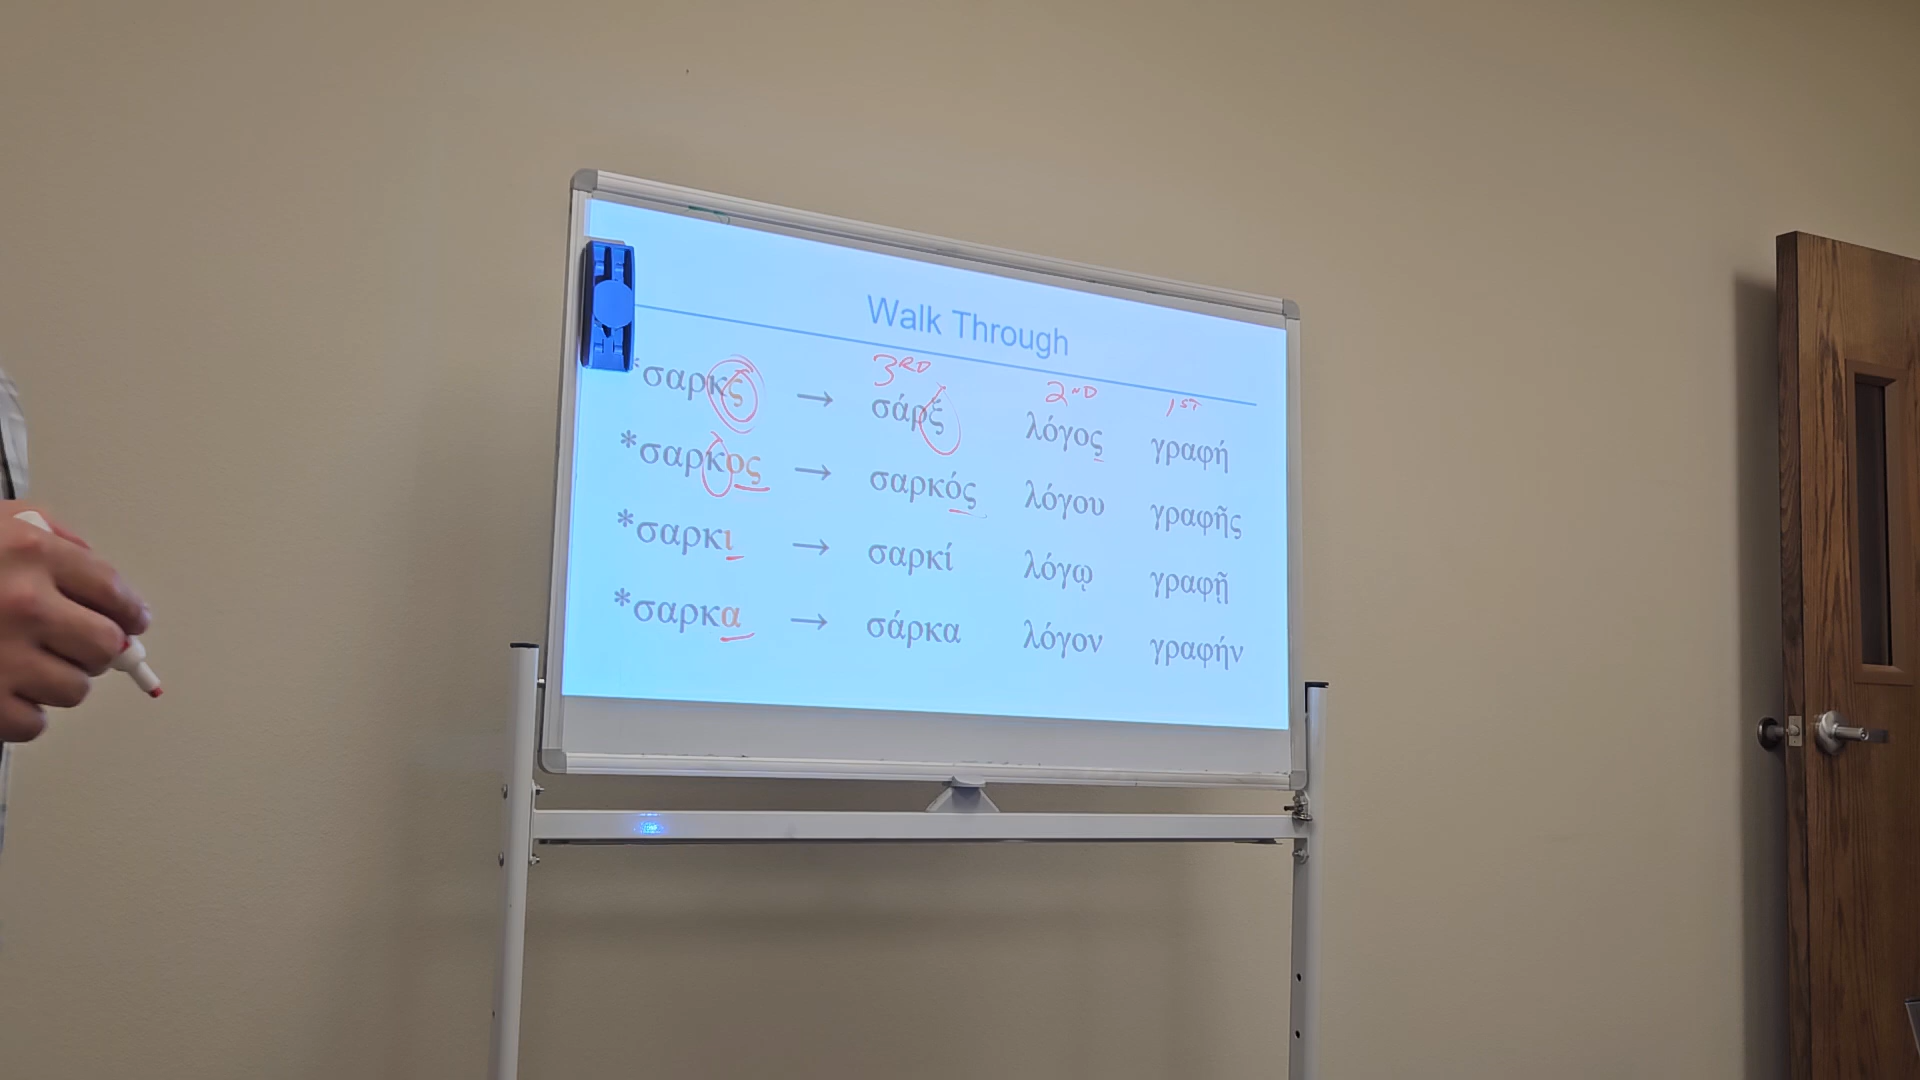 Walk Through
3RD 2ND 1ST
*σαρκς → σάρξ λόγος γραφή
*σαρκος → σαρκός λόγου γραφῆς
*σαρκι → σαρκί λόγῳ γραφῇ
*σαρκα → σάρκα λόγον γραφήν